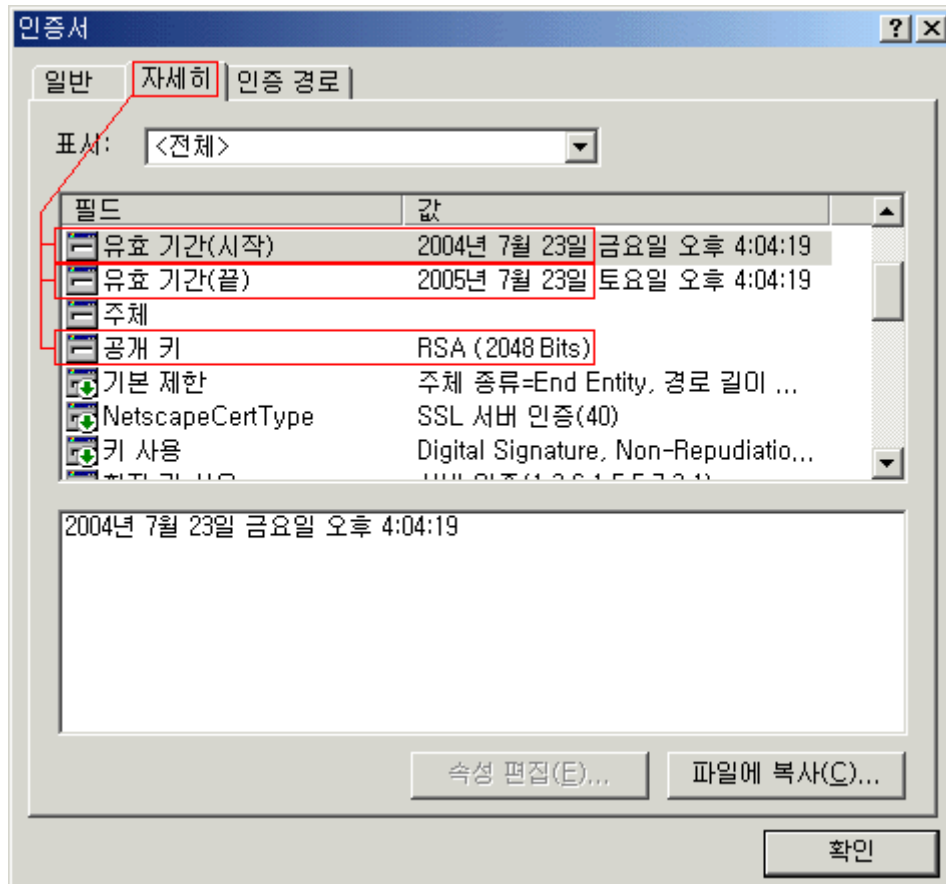 인증서
일반 자세히 인증 경로
표시: <전체>
필드 값
유효 기간(시작) 2004년 7월 23일 금요일 오후 4:04:19
유효 기간(끝) 2005년 7월 23일 토요일 오후 4:04:19
주체
공개 키 RSA (2048 Bits)
기본 제한 주체 종류=End Entity, 경로 길이 ...
NetscapeCertType SSL 서버 인증(40)
키 사용 Digital Signature, Non-Repudiatio...
2004년 7월 23일 금요일 오후 4:04:19
속성 편집(E)... 파일에 복사(C)...
확인